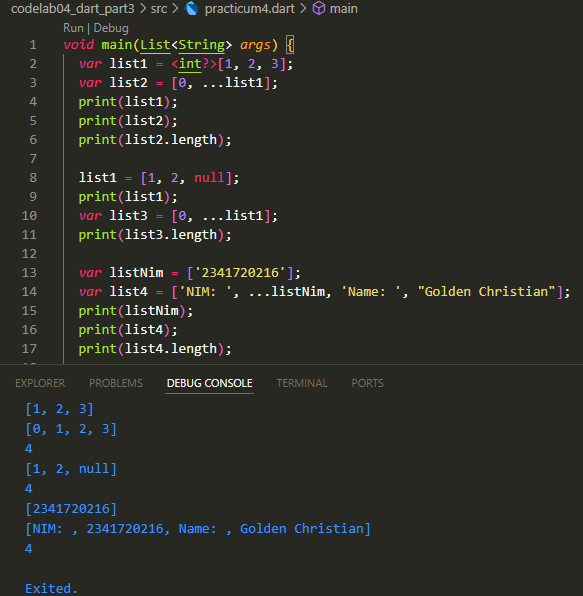 codelab04_dart_part3 > src > practicum4.dart > main
Run | Debug
1 void main(List<String> args) {
2 var list1 = <int?>[1, 2, 3];
3 var list2 = [0, ...list1];
4 print(list1);
5 print(list2);
6 print(list2.length);
7
8 list1 = [1, 2, null];
9 print(list1);
10 var list3 = [0, ...list1];
11 print(list3.length);
12
13 var listNim = ['2341720216'];
14 var list4 = ['NIM: ', ...listNim, 'Name: ', "Golden Christian"];
15 print(listNim);
16 print(list4);
17 print(list4.length);
EXPLORER PROBLEMS DEBUG CONSOLE TERMINAL PORTS
[1, 2, 3]
[0, 1, 2, 3]
4
[1, 2, null]
4
[2341720216]
[NIM: , 2341720216, Name: , Golden Christian]
4
Exited.